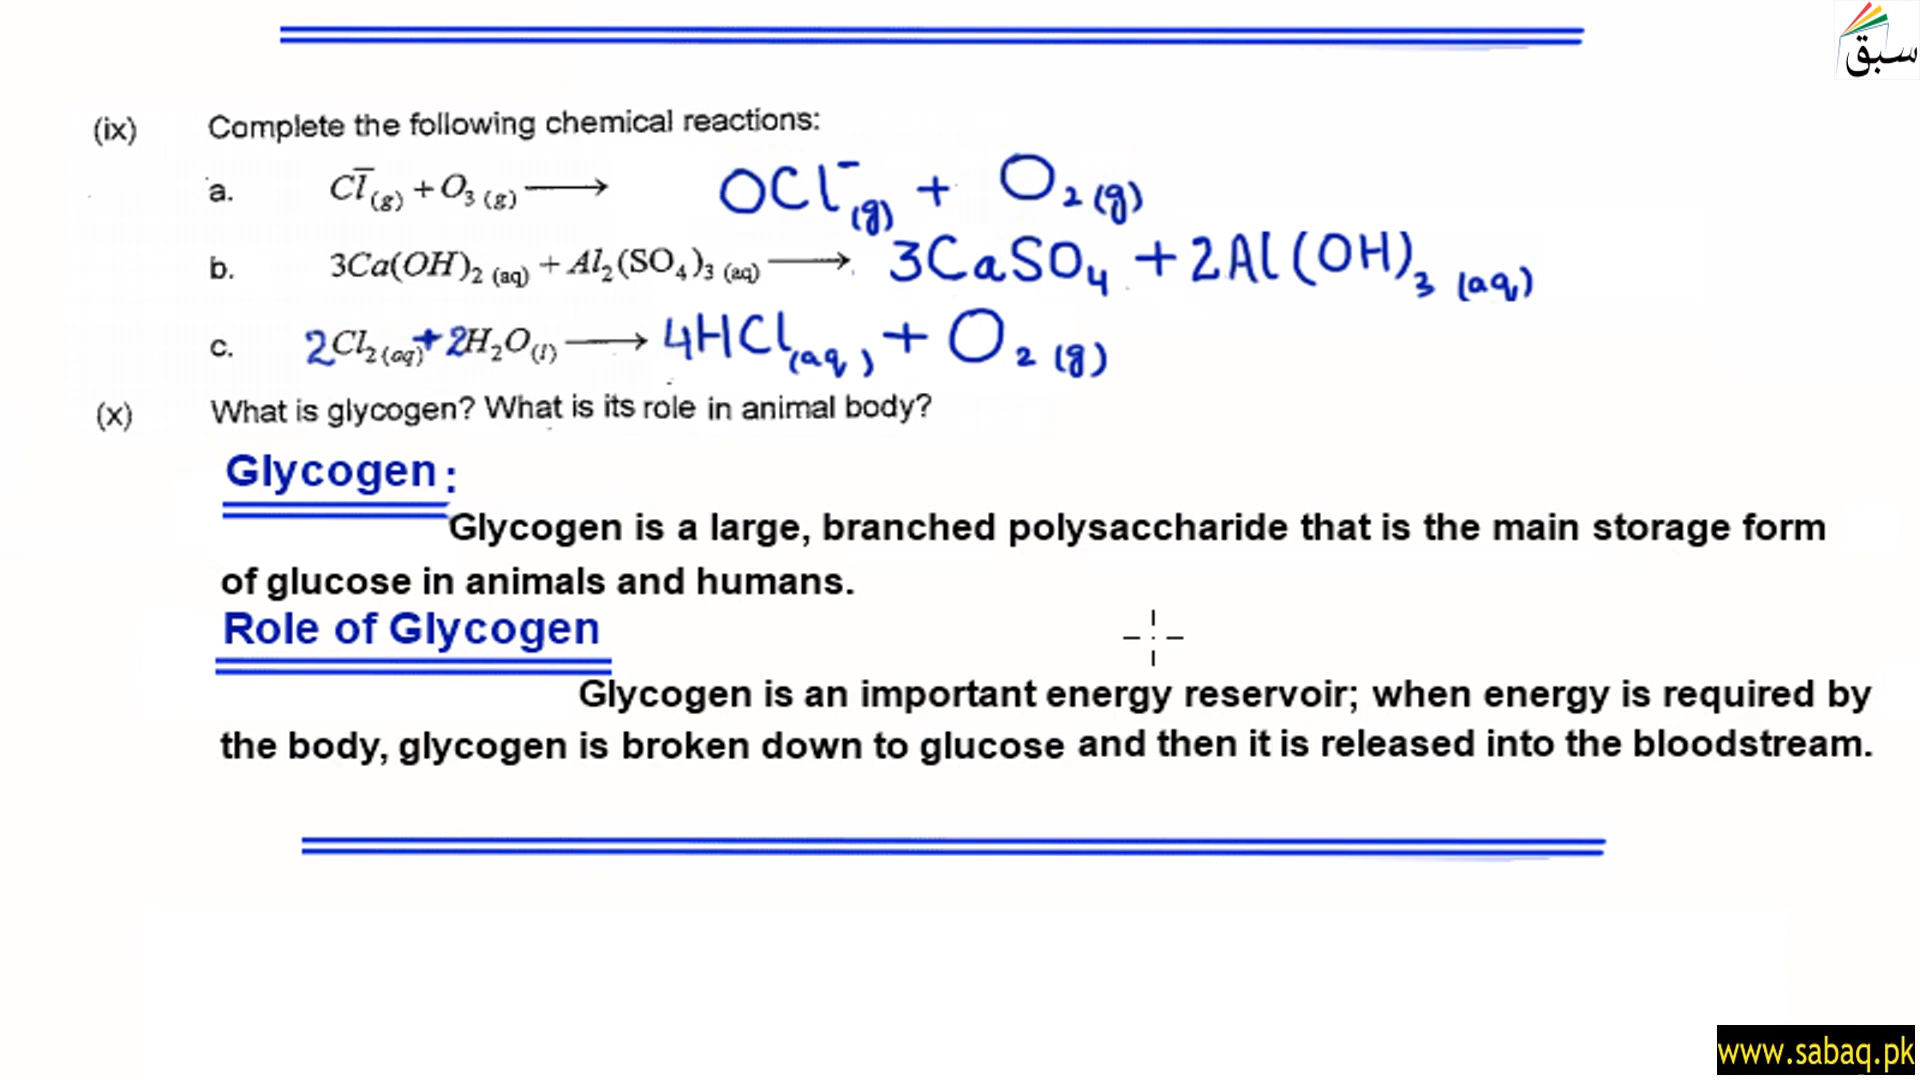 سبق
(ix) Complete the following chemical reactions:
a. Cl̅ (g) + O₃ (g) ⟶ OCl⁻ (g) + O₂ (g)
b. 3Ca(OH)₂ (aq) + Al₂(SO₄)₃ (aq) ⟶ 3CaSO₄ + 2Al(OH)₃ (aq)
c. 2Cl₂ (aq) + 2H₂O (l) ⟶ 4HCl (aq) + O₂ (g)
(x) What is glycogen? What is its role in animal body?
Glycogen:
Glycogen is a large, branched polysaccharide that is the main storage form
of glucose in animals and humans.
Role of Glycogen
Glycogen is an important energy reservoir; when energy is required by
the body, glycogen is broken down to glucose and then it is released into the bloodstream.
www.sabaq.pk